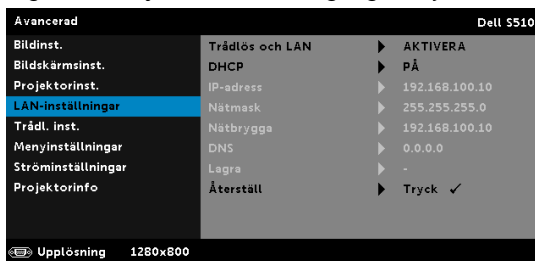 Avancerad Dell S510
Bildinst. Trådlös och LAN AKTIVERA
Bildskärmsinst. DHCP PÅ
Projektorinst. IP-adress 192.168.100.10
LAN-inställningar Nätmask 255.255.255.0
Trådl. inst. Nätbrygga 192.168.100.10
Menyinställningar DNS 0.0.0.0
Ströminställningar Lagra -
Projektorinfo Återställ Tryck ✓
Upplösning 1280x800